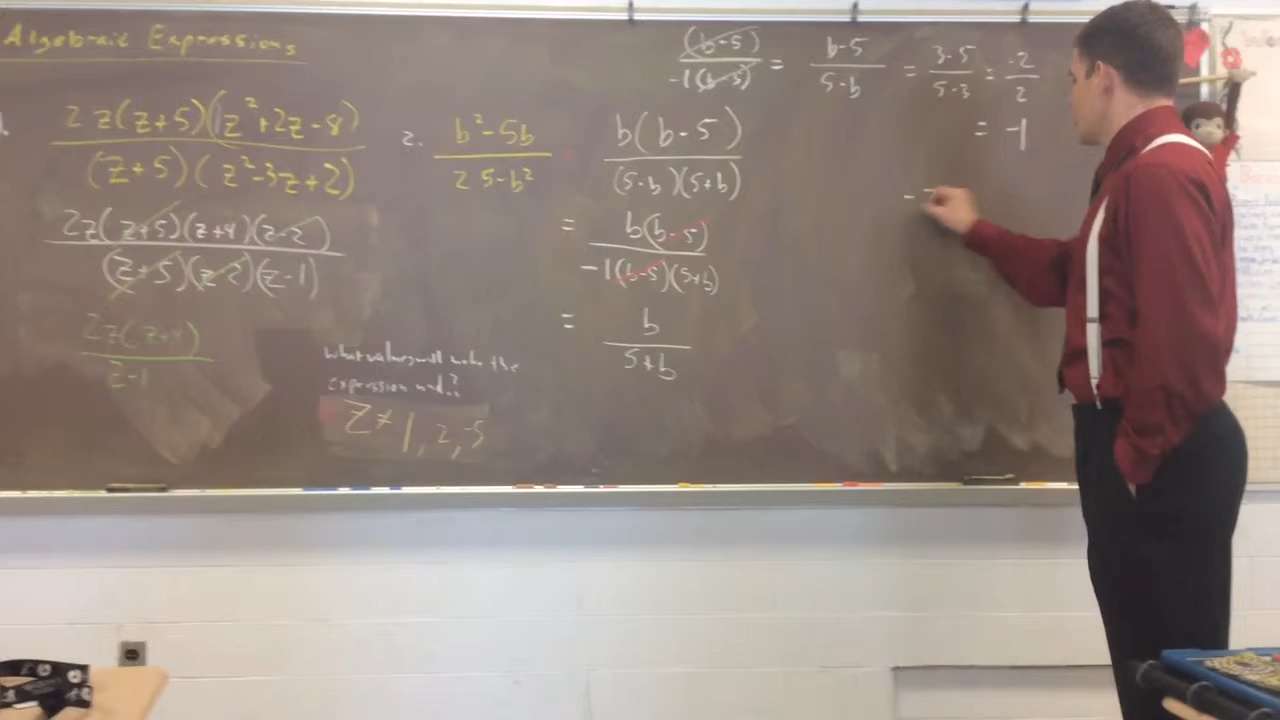 Algebraic Expressions
2z(z+5)(z²+2z-8)
(z+5)(z²-3z+2)
2z(z+5)(z+4)(z-2)
(z+5)(z-2)(z-1)
2z(z+4)
z-1
What values will make the
expression und.?
z ≠ 1, 2, -5
2. b²-5b
25-b²
b(b-5)
(5-b)(5+b)
= b(b-5)
-1(b-5)(5+b)
= b
5+b
(b-5) = b-5 = 3-5 = -2
-1(b-5) 5-b 5-3 2
= -1